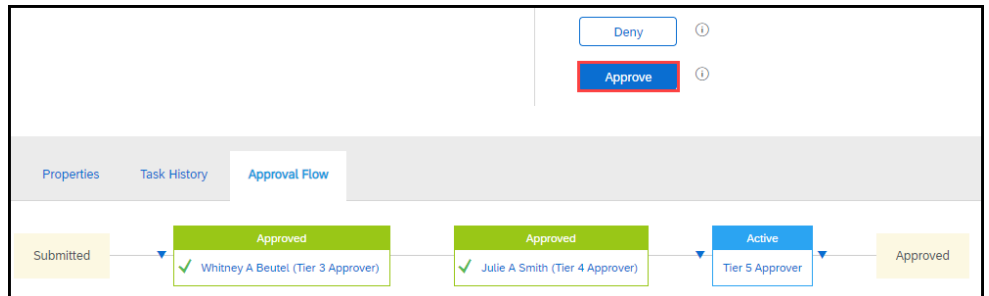 Deny
Approve
Properties Task History Approval Flow
Approved Approved Active
Submitted Whitney A Beutel (Tier 3 Approver) Julie A Smith (Tier 4 Approver) Tier 5 Approver Approved